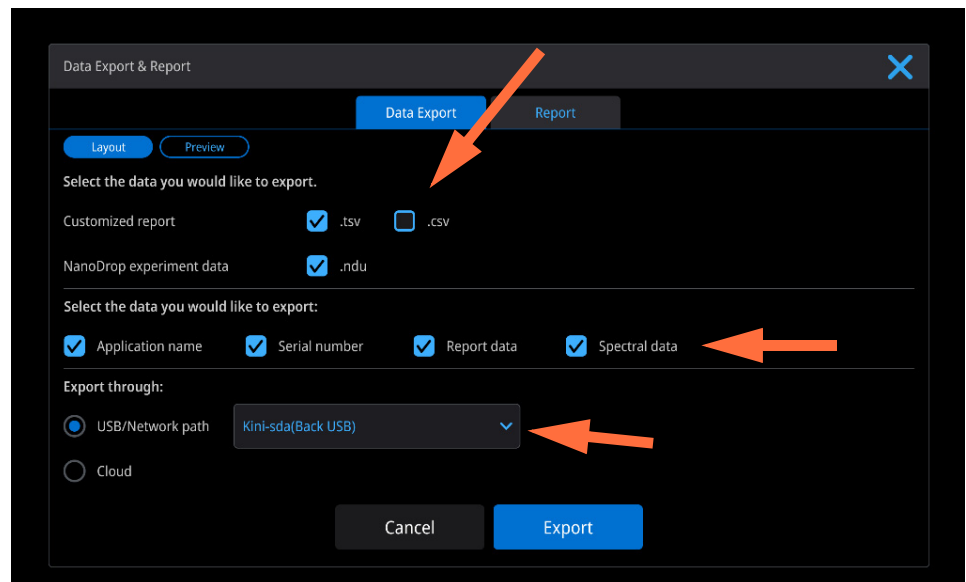 Data Export & Report
Data Export Report
Layout Preview
Select the data you would like to export.
Customized report .tsv .csv
NanoDrop experiment data .ndu
Select the data you would like to export:
Application name Serial number Report data Spectral data
Export through:
USB/Network path Kini-sda(Back USB)
Cloud
Cancel Export